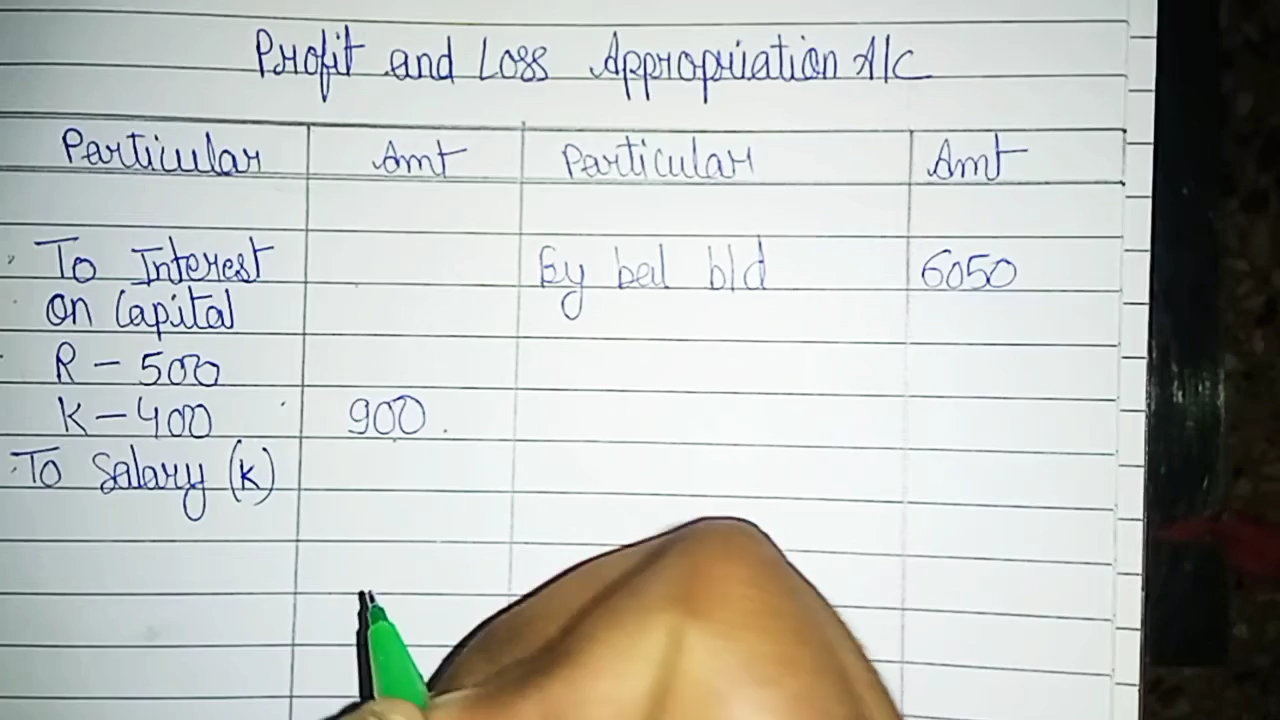 Profit and Loss Appropriation A/c
Particular Amt Particular Amt
To Interest By bal b/d 6050
on Capital
R - 500
K - 400 900
To Salary (K)